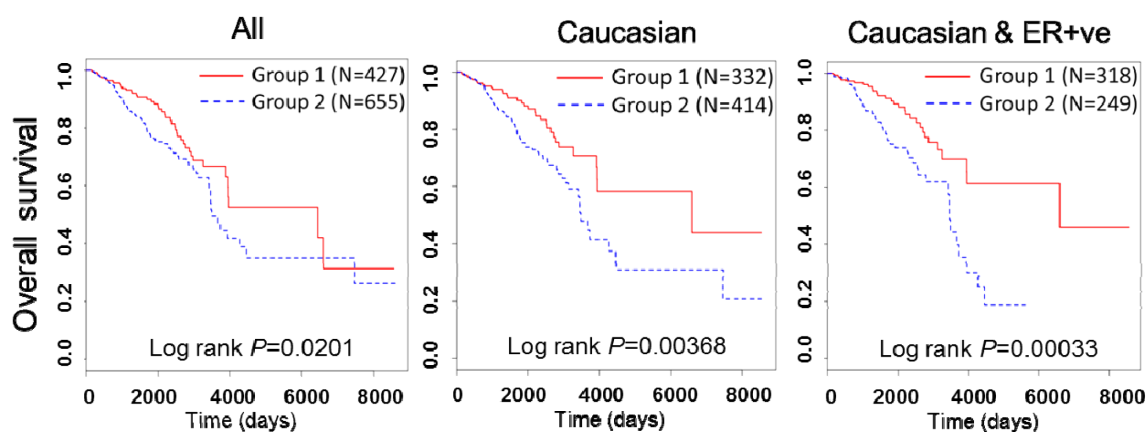 All
Caucasian
Caucasian & ER+ve
Overall survival
0.0 0.2 0.4 0.6 0.8 1.0
Group 1 (N=427)
Group 2 (N=655)
Log rank P=0.0201
0 2000 4000 6000 8000
Time (days)
0.0 0.2 0.4 0.6 0.8 1.0
Group 1 (N=332)
Group 2 (N=414)
Log rank P=0.00368
0 2000 4000 6000 8000
Time (days)
0.0 0.2 0.4 0.6 0.8 1.0
Group 1 (N=318)
Group 2 (N=249)
Log rank P=0.00033
0 2000 4000 6000 8000
Time (days)